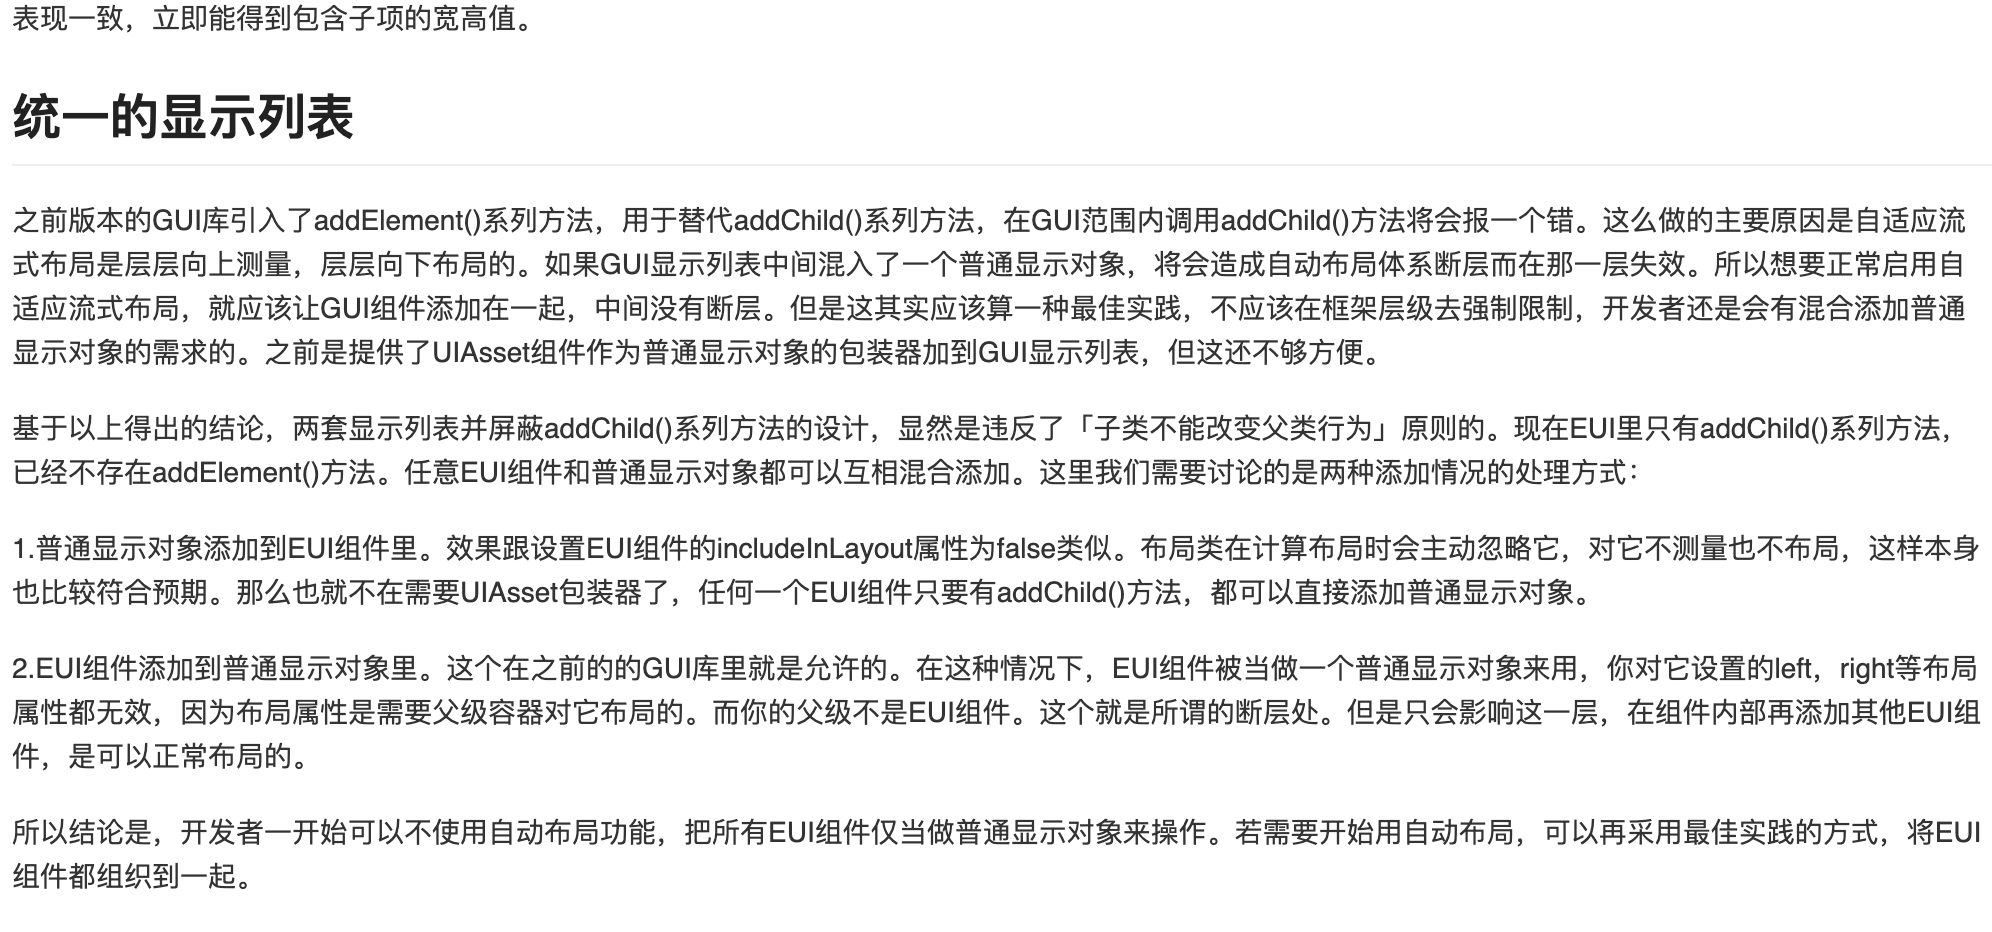 表现一致，立即能得到包含子项的宽高值。
统一的显示列表
之前版本的GUI库引入了addElement()系列方法，用于替代addChild()系列方法，在GUI范围内调用addChild()方法将会报一个错。这么做的主要原因是自适应流
式布局是层层向上测量，层层向下布局的。如果GUI显示列表中间混入了一个普通显示对象，将会造成自动布局体系断层而在那一层失效。所以想要正常启用自
适应流式布局，就应该让GUI组件添加在一起，中间没有断层。但是这其实应该算一种最佳实践，不应该在框架层级去强制限制，开发者还是会有混合添加普通
显示对象的需求的。之前是提供了UIAsset组件作为普通显示对象的包装器加到GUI显示列表，但这还不够方便。
基于以上得出的结论，两套显示列表并屏蔽addChild()系列方法的设计，显然是违反了「子类不能改变父类行为」原则的。现在EUI里只有addChild()系列方法，
已经不存在addElement()方法。任意EUI组件和普通显示对象都可以互相混合添加。这里我们需要讨论的是两种添加情况的处理方式：
1.普通显示对象添加到EUI组件里。效果跟设置EUI组件的includeInLayout属性为false类似。布局类在计算布局时会主动忽略它，对它不测量也不布局，这样本身
也比较符合预期。那么也就不在需要UIAsset包装器了，任何一个EUI组件只要有addChild()方法，都可以直接添加普通显示对象。
2.EUI组件添加到普通显示对象里。这个在之前的的GUI库里就是允许的。在这种情况下，EUI组件被当做一个普通显示对象来用，你对它设置的left，right等布局
属性都无效，因为布局属性是需要父级容器对它布局的。而你的父级不是EUI组件。这个就是所谓的断层处。但是只会影响这一层，在组件内部再添加其他EUI组
件，是可以正常布局的。
所以结论是，开发者一开始可以不使用自动布局功能，把所有EUI组件仅当做普通显示对象来操作。若需要开始用自动布局，可以再采用最佳实践的方式，将EUI
组件都组织到一起。